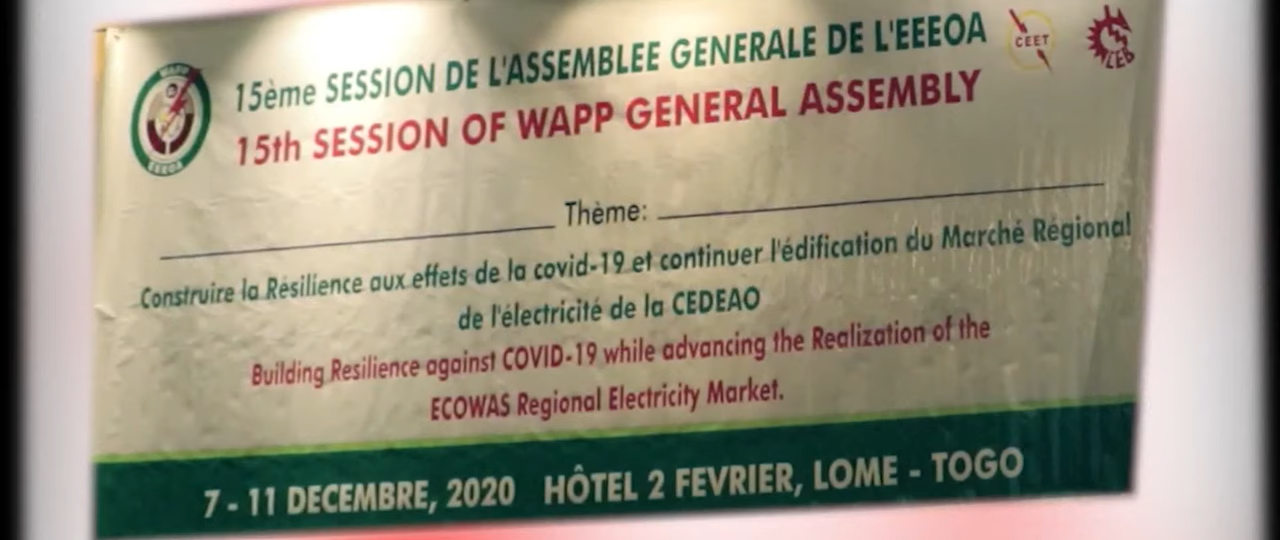 15ème SESSION DE L'ASSEMBLEE GENERALE DE L'EEEOA
15th SESSION OF WAPP GENERAL ASSEMBLY
WAPP
EEEOA
CEET
CEB
Thème:
Construire la Résilience aux effets de la covid-19 et continuer l'édification du Marché Régional
de l'électricité de la CEDEAO
Building Resilience against COVID-19 while advancing the Realization of the
ECOWAS Regional Electricity Market.
7 - 11 DECEMBRE, 2020 HÔTEL 2 FEVRIER, LOME - TOGO